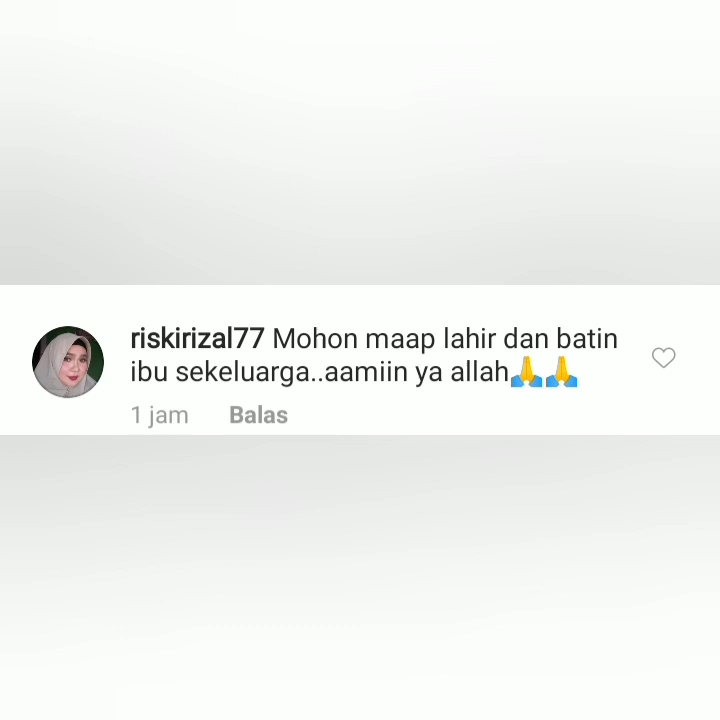 riskirizal77 Mohon maap lahir dan batin
ibu sekeluarga..aamiin ya allah🙏🙏
1 jam Balas